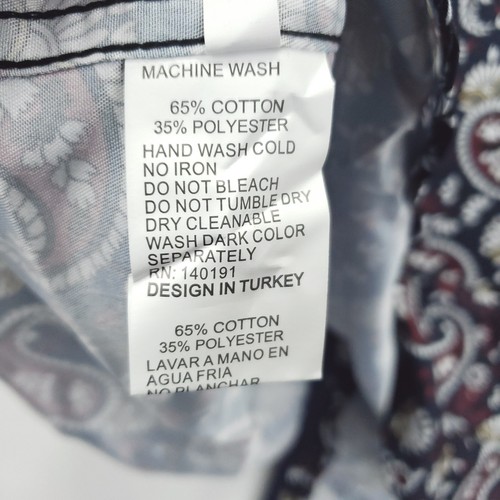 MACHINE WASH
65% COTTON
35% POLYESTER
HAND WASH COLD
NO IRON
DO NOT BLEACH
DO NOT TUMBLE DRY
DRY CLEANABLE
WASH DARK COLOR
SEPARATELY
RN: 140191
DESIGN IN TURKEY
65% COTTON
35% POLYESTER
LAVAR A MANO EN
AGUA FRIA
NO PLANCHAR